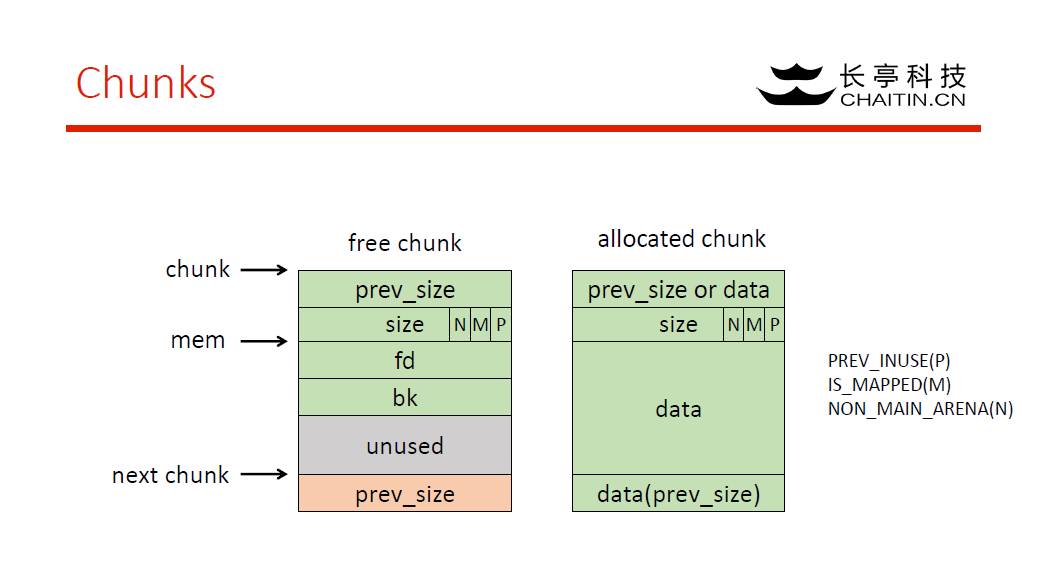 Chunks
长亭科技
CHAITIN.CN
free chunk
allocated chunk
chunk
prev_size
prev_size or data
size N M P
size N M P
mem
fd
bk
unused
data
PREV_INUSE(P)
IS_MAPPED(M)
NON_MAIN_ARENA(N)
next chunk
prev_size
data(prev_size)